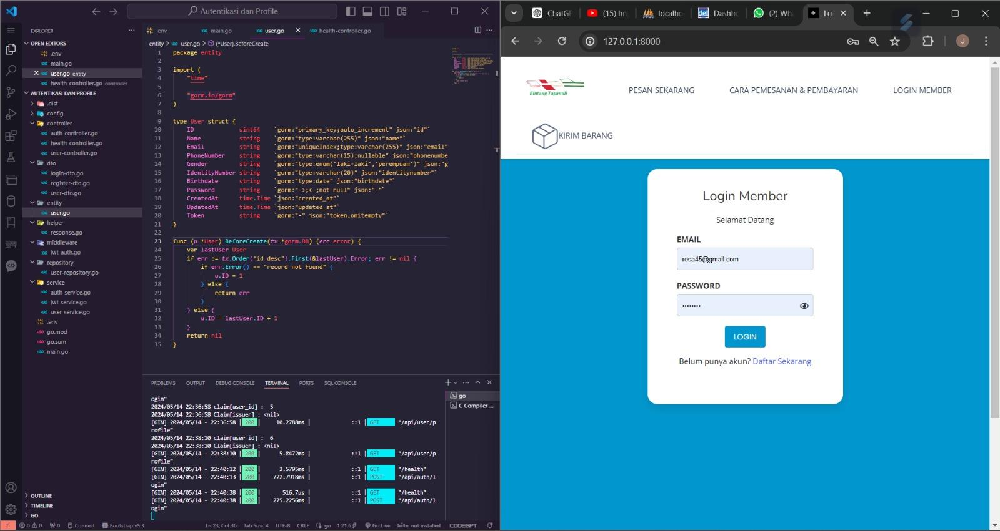 Autentikasi dan Profile
EXPLORER
OPEN EDITORS
.env
main.go
user.go entity
health-controller.go controller
AUTENTIKASI DAN PROFILE
.dist
config
controller
auth-controller.go
health-controller.go
user-controller.go
dto
login-dto.go
register-dto.go
user-dto.go
entity
user.go
helper
response.go
middleware
jwt-auth.go
repository
user-repository.go
service
auth-service.go
jwt-service.go
user-service.go
.env
go.mod
go.sum
main.go
OUTLINE
TIMELINE
GO
.env
main.go
user.go
health-controller.go
entity > user.go > (*User).BeforeCreate
1 package entity
2
3 import (
4 "time"
5
6 "gorm.io/gorm"
7 )
8
9 type User struct {
10 ID uint64 `gorm:"primary_key;auto_increment" json:"id"`
11 Name string `gorm:"type:varchar(255)" json:"name"`
12 Email string `gorm:"uniqueIndex;type:varchar(255)" json:"email"
13 PhoneNumber string `gorm:"type:varchar(15);nullable" json:"phonenumbe
14 Gender string `gorm:"type:enum('laki-laki','perempuan')" json:"g
15 IdentityNumber string `gorm:"type:varchar(20)" json:"identitynumber"`
16 Birthdate string `gorm:"type:date" json:"birthdate"`
17 Password string `gorm:"->;<-;not null" json:"-"`
18 CreatedAt time.Time `json:"created_at"`
19 UpdatedAt time.Time `json:"updated_at"`
20 Token string `gorm:"-" json:"token,omitempty"`
21 }
22
23 func (u *User) BeforeCreate(tx *gorm.DB) (err error) {
24 var lastUser User
25 if err := tx.Order("id desc").First(&lastUser).Error; err != nil {
26 if err.Error() == "record not found" {
27 u.ID = 1
28 } else {
29 return err
30 }
31 } else {
32 u.ID = lastUser.ID + 1
33 }
34 return nil
35 }
PROBLEMS OUTPUT DEBUG CONSOLE TERMINAL PORTS SQL CONSOLE
go
C Compiler ...
ogin"
2024/05/14 22:36:58 claim[user_id] : 5
2024/05/14 22:36:58 Claim[issuer] : <nil>
[GIN] 2024/05/14 - 22:36:58 | 200 | 10.2788ms | ::1 | GET "/api/user/p
rofile"
2024/05/14 22:38:10 claim[user_id] : 6
2024/05/14 22:38:10 Claim[issuer] : <nil>
[GIN] 2024/05/14 - 22:38:10 | 200 | 5.8472ms | ::1 | GET "/api/user/p
rofile"
[GIN] 2024/05/14 - 22:40:12 | 200 | 2.5795ms | ::1 | GET "/health"
[GIN] 2024/05/14 - 22:40:13 | 200 | 722.7918ms | ::1 | POST "/api/auth/l
ogin"
[GIN] 2024/05/14 - 22:40:38 | 200 | 516.7µs | ::1 | GET "/health"
[GIN] 2024/05/14 - 22:40:38 | 200 | 275.2256ms | ::1 | POST "/api/auth/l
ogin"
0 0 0 Connect Bootstrap v5.3 Ln 23, Col 36 Tab Size: 4 UTF-8 CRLF go 1.21.6 Go Live kite: not installed CODEGPT
ChatGP (15) Im localho del Dashb (2) Wh Lo
127.0.0.1:8000
J
Bintang Tapanuli
PESAN SEKARANG
CARA PEMESANAN & PEMBAYARAN
LOGIN MEMBER
KIRIM BARANG
Login Member
Selamat Datang
EMAIL
resa45@gmail.com
PASSWORD
••••••••
LOGIN
Belum punya akun? Daftar Sekarang